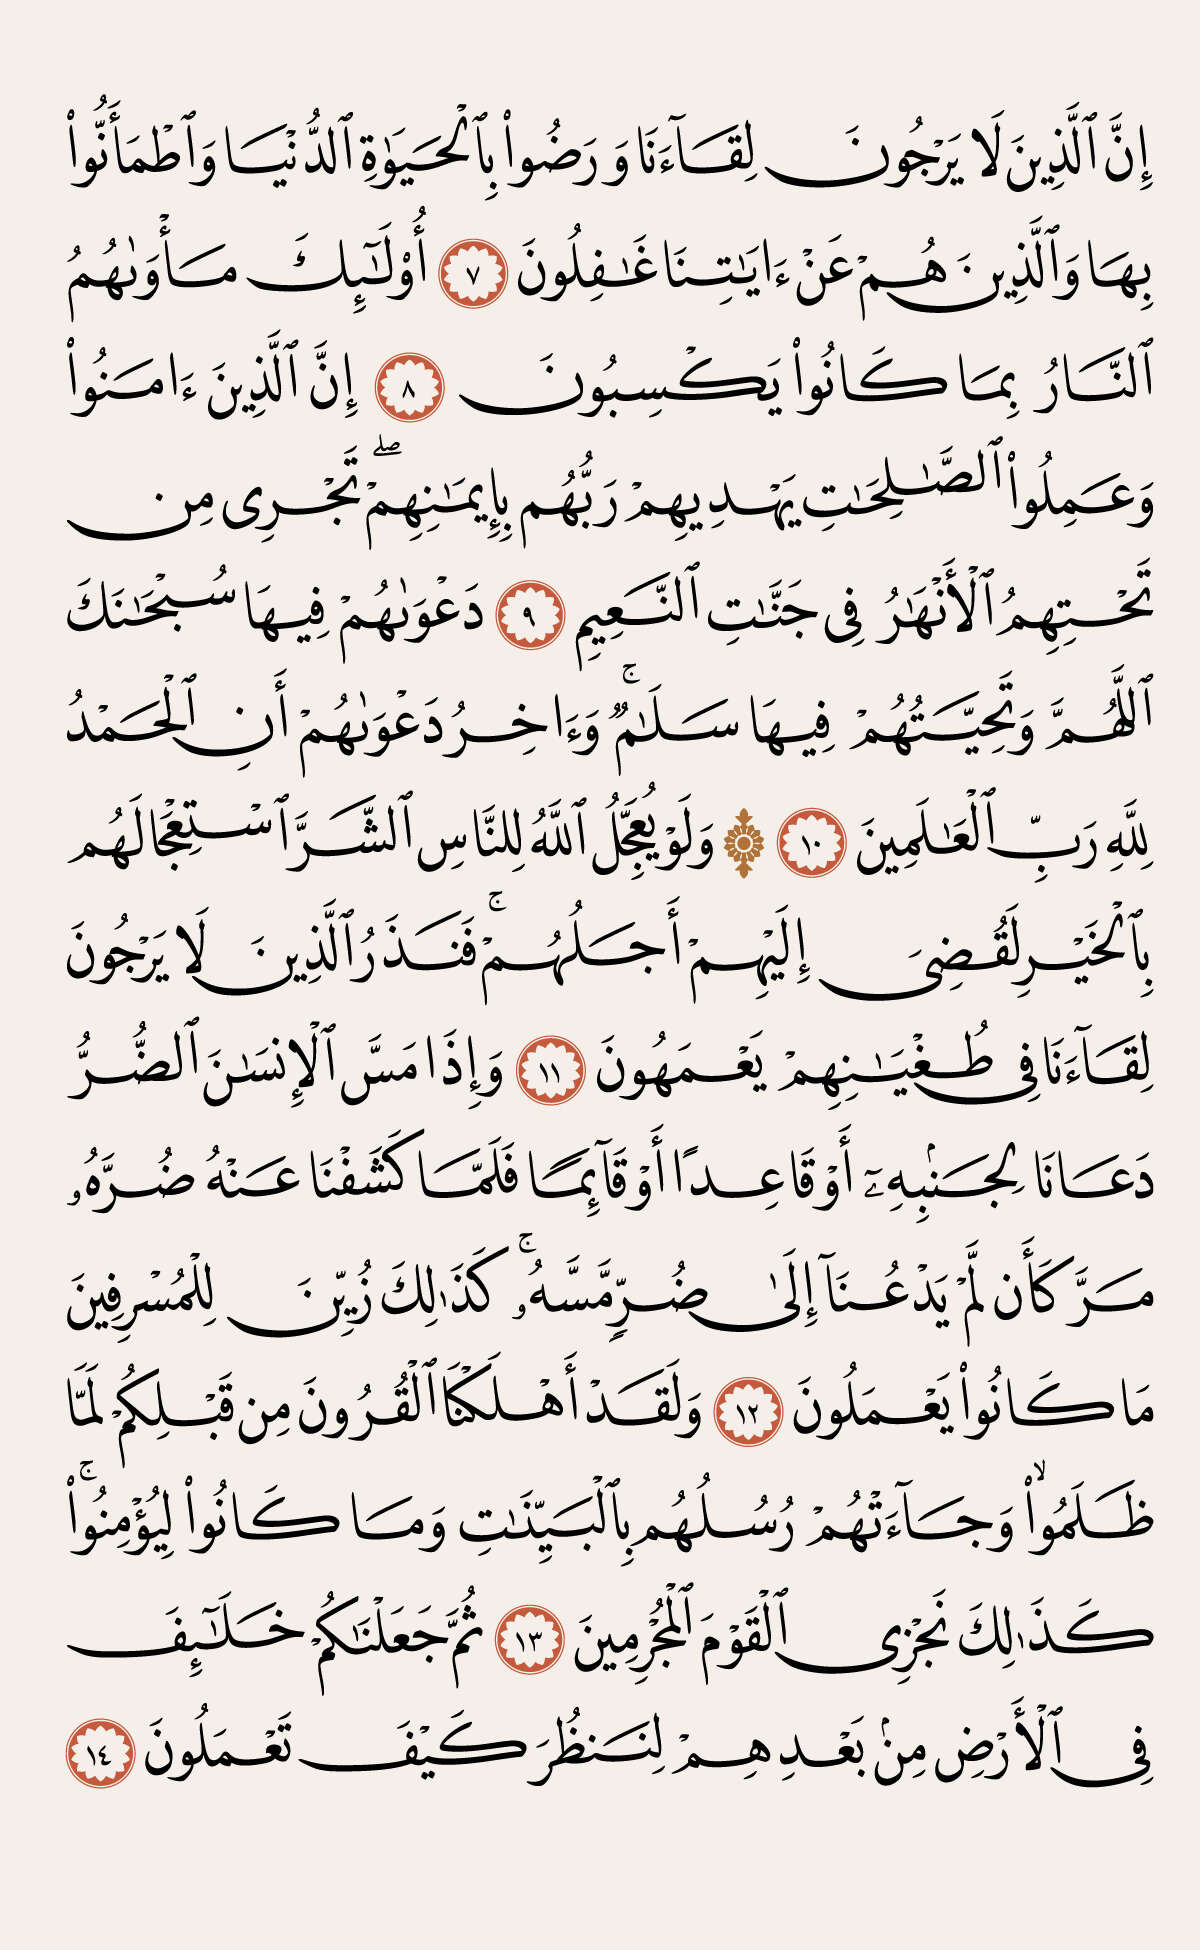 إِنَّ ٱلَّذِينَ لَا يَرْجُونَ لِقَآءَنَا وَرَضُوا۟ بِٱلْحَيَوٰةِ ٱلدُّنْيَا وَٱطْمَأَنُّوا۟
بِهَا وَٱلَّذِينَ هُمْ عَنْ ءَايَٰتِنَا غَٰفِلُونَ ٧ أُو۟لَٰٓئِكَ مَأْوَىٰهُمُ
ٱلنَّارُ بِمَا كَانُوا۟ يَكْسِبُونَ ٨ إِنَّ ٱلَّذِينَ ءَامَنُوا۟
وَعَمِلُوا۟ ٱلصَّٰلِحَٰتِ يَهْدِيهِمْ رَبُّهُم بِإِيمَٰنِهِمْ ۖ تَجْرِى مِن
تَحْتِهِمُ ٱلْأَنْهَٰرُ فِى جَنَّٰتِ ٱلنَّعِيمِ ٩ دَعْوَىٰهُمْ فِيهَا سُبْحَٰنَكَ
ٱللَّهُمَّ وَتَحِيَّتُهُمْ فِيهَا سَلَٰمٌ ۚ وَءَاخِرُ دَعْوَىٰهُمْ أَنِ ٱلْحَمْدُ
لِلَّهِ رَبِّ ٱلْعَٰلَمِينَ ١٠ ۞ وَلَوْ يُعَجِّلُ ٱللَّهُ لِلنَّاسِ ٱلشَّرَّ ٱسْتِعْجَالَهُم
بِٱلْخَيْرِ لَقُضِىَ إِلَيْهِمْ أَجَلُهُمْ ۚ فَنَذَرُ ٱلَّذِينَ لَا يَرْجُونَ
لِقَآءَنَا فِى طُغْيَٰنِهِمْ يَعْمَهُونَ ١١ وَإِذَا مَسَّ ٱلْإِنسَٰنَ ٱلضُّرُّ
دَعَانَا لِجَنۢبِهِۦٓ أَوْ قَاعِدًا أَوْ قَآئِمًا فَلَمَّا كَشَفْنَا عَنْهُ ضُرَّهُۥ
مَرَّ كَأَن لَّمْ يَدْعُنَآ إِلَىٰ ضُرٍّ مَّسَّهُۥ ۚ كَذَٰلِكَ زُيِّنَ لِلْمُسْرِفِينَ
مَا كَانُوا۟ يَعْمَلُونَ ١٢ وَلَقَدْ أَهْلَكْنَا ٱلْقُرُونَ مِن قَبْلِكُمْ لَمَّا
ظَلَمُوا۟ ۙ وَجَآءَتْهُمْ رُسُلُهُم بِٱلْبَيِّنَٰتِ وَمَا كَانُوا۟ لِيُؤْمِنُوا۟ ۚ
كَذَٰلِكَ نَجْزِى ٱلْقَوْمَ ٱلْمُجْرِمِينَ ١٣ ثُمَّ جَعَلْنَٰكُمْ خَلَٰٓئِفَ
فِى ٱلْأَرْضِ مِنۢ بَعْدِهِمْ لِنَنظُرَ كَيْفَ تَعْمَلُونَ ١٤